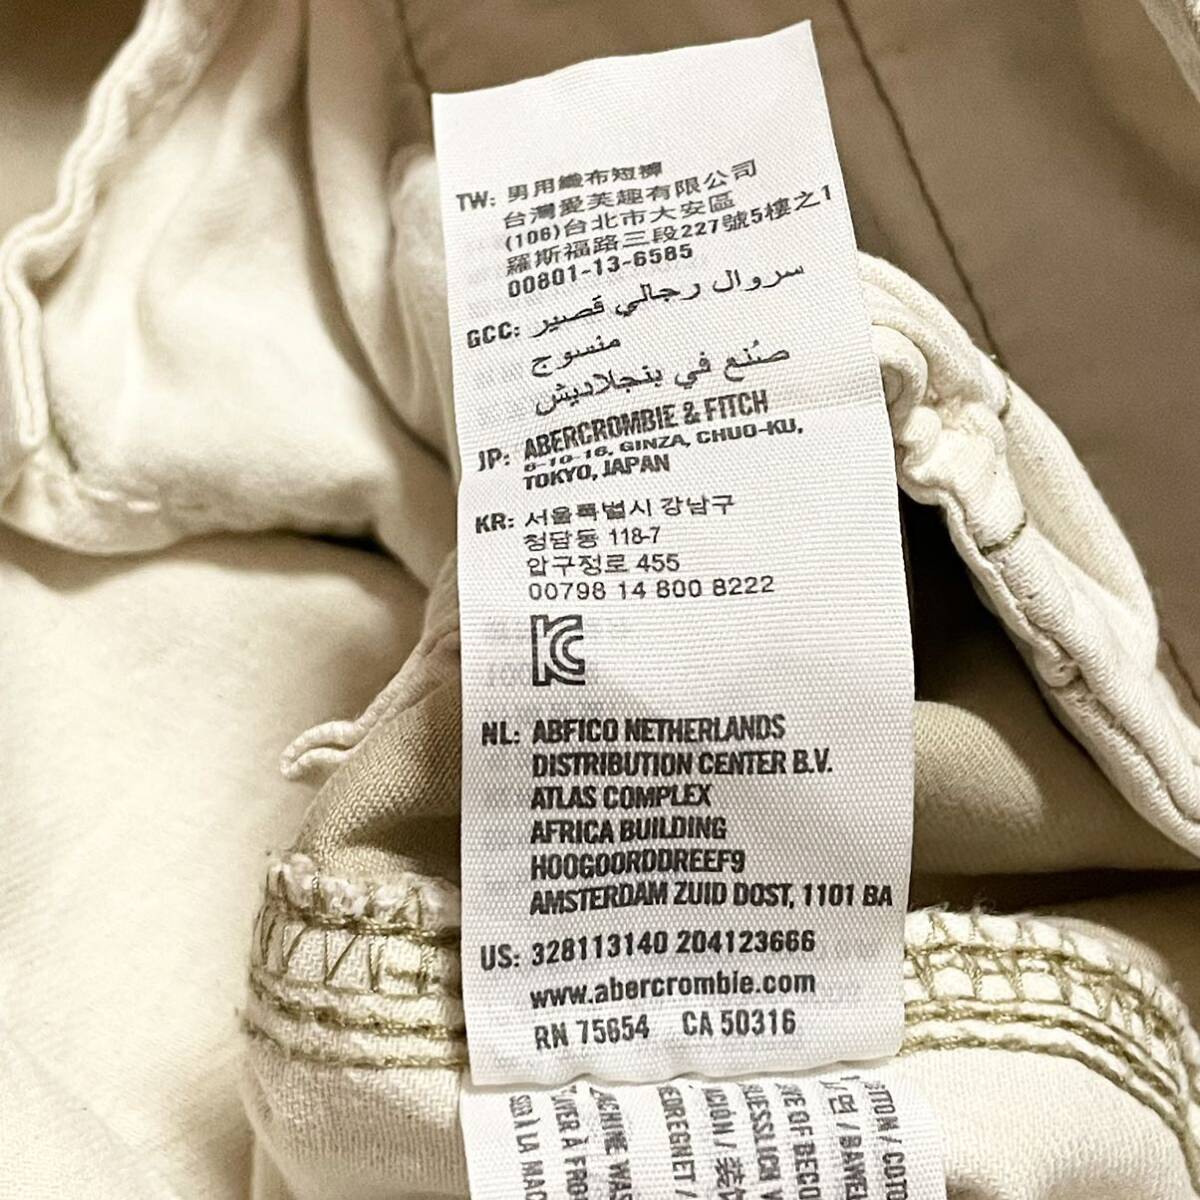 TW: 男用織布短褲
台灣愛芙趣有限公司
(106)台北市大安區
羅斯福路三段227號5樓之1
00801-13-6585
GCC: سروال رجالي قصير
منسوج
صُنع في بنجلاديش
JP: ABERCROMBIE & FITCH
6-10-16, GINZA, CHUO-KU,
TOKYO, JAPAN
KR: 서울특별시 강남구
청담동 118-7
압구정로 455
00798 14 800 8222
KC
NL: ABFICO NETHERLANDS
DISTRIBUTION CENTER B.V.
ATLAS COMPLEX
AFRICA BUILDING
HOOGOORDDREEF9
AMSTERDAM ZUID OOST, 1101 BA
US: 328113140 204123666
www.abercrombie.com
RN 75654 CA 50316